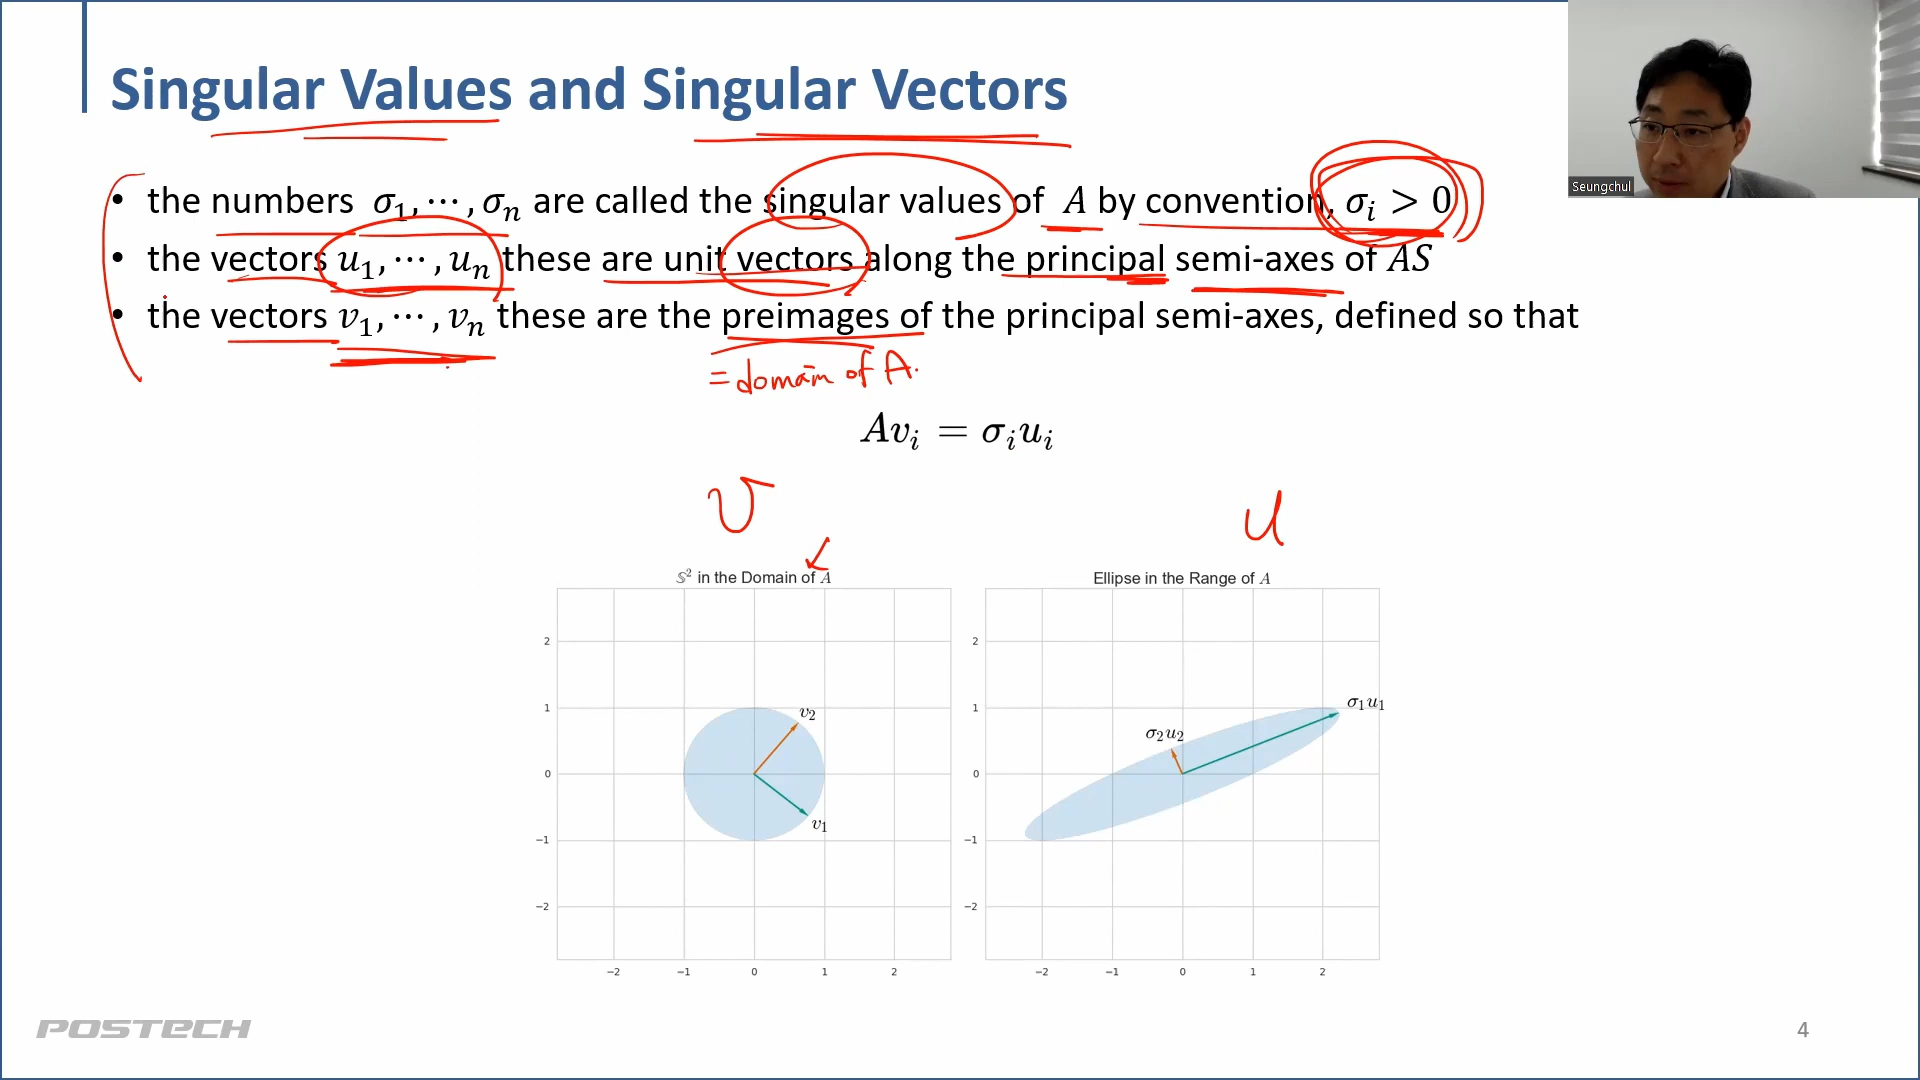 Singular Values and Singular Vectors
Seungchul
• the numbers σ₁, ⋯ , σₙ are called the singular values of A by convention, σᵢ > 0
• the vectors u₁, ⋯ , uₙ these are unit vectors along the principal semi-axes of AS
• the vectors v₁, ⋯ , vₙ these are the preimages of the principal semi-axes, defined so that
= domain of A.
Avᵢ = σᵢuᵢ
v
u
𝕊² in the Domain of A
2
1
0
−1
−2
−2 −1 0 1 2
v₂
v₁
Ellipse in the Range of A
2
1
0
−1
−2
−2 −1 0 1 2
σ₁u₁
σ₂u₂
POSTECH
4